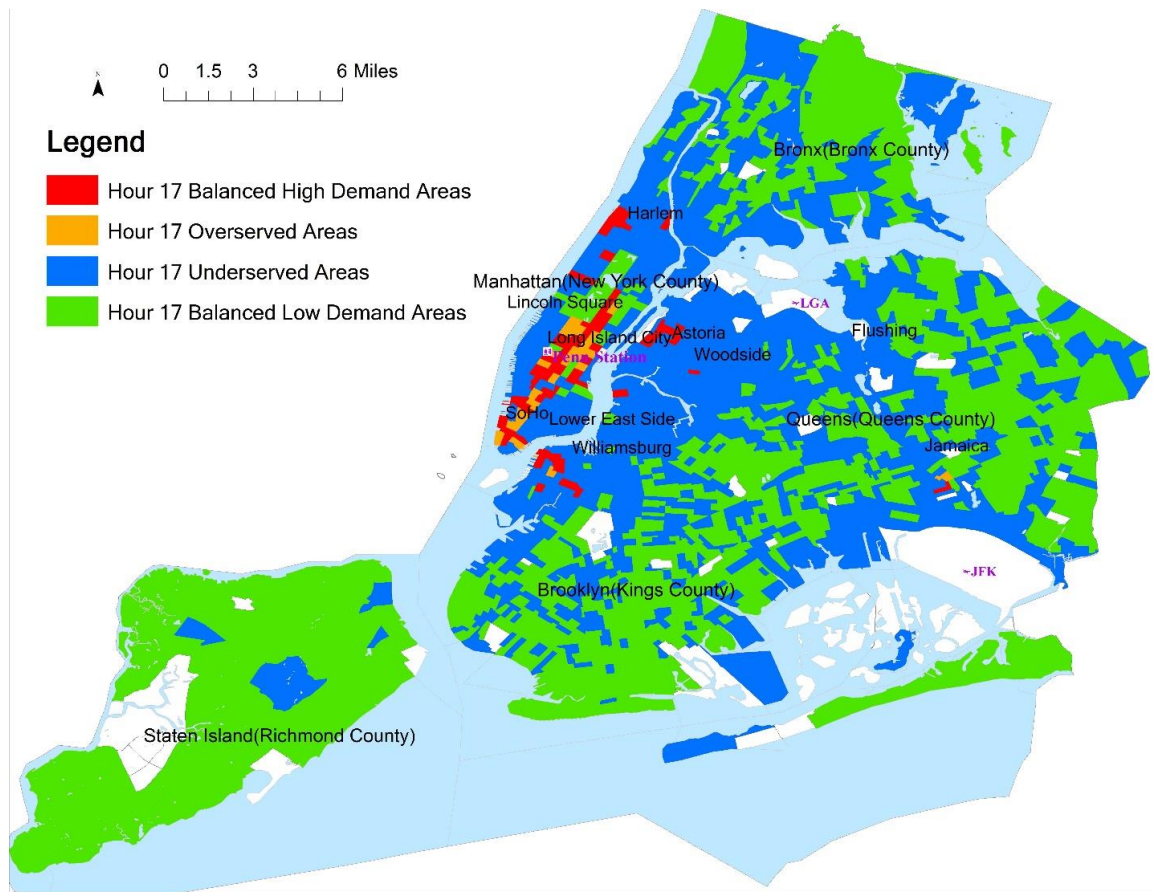 N
0 1.5 3 6 Miles
Legend
Hour 17 Balanced High Demand Areas
Hour 17 Overserved Areas
Hour 17 Underserved Areas
Hour 17 Balanced Low Demand Areas
Bronx(Bronx County)
Harlem
Manhattan(New York County)
Lincoln Square
LGA
Flushing
Long Island City
Astoria
Penn Station
Woodside
SoHo
Lower East Side
Queens(Queens County)
Williamsburg
Jamaica
JFK
Brooklyn(Kings County)
Staten Island(Richmond County)